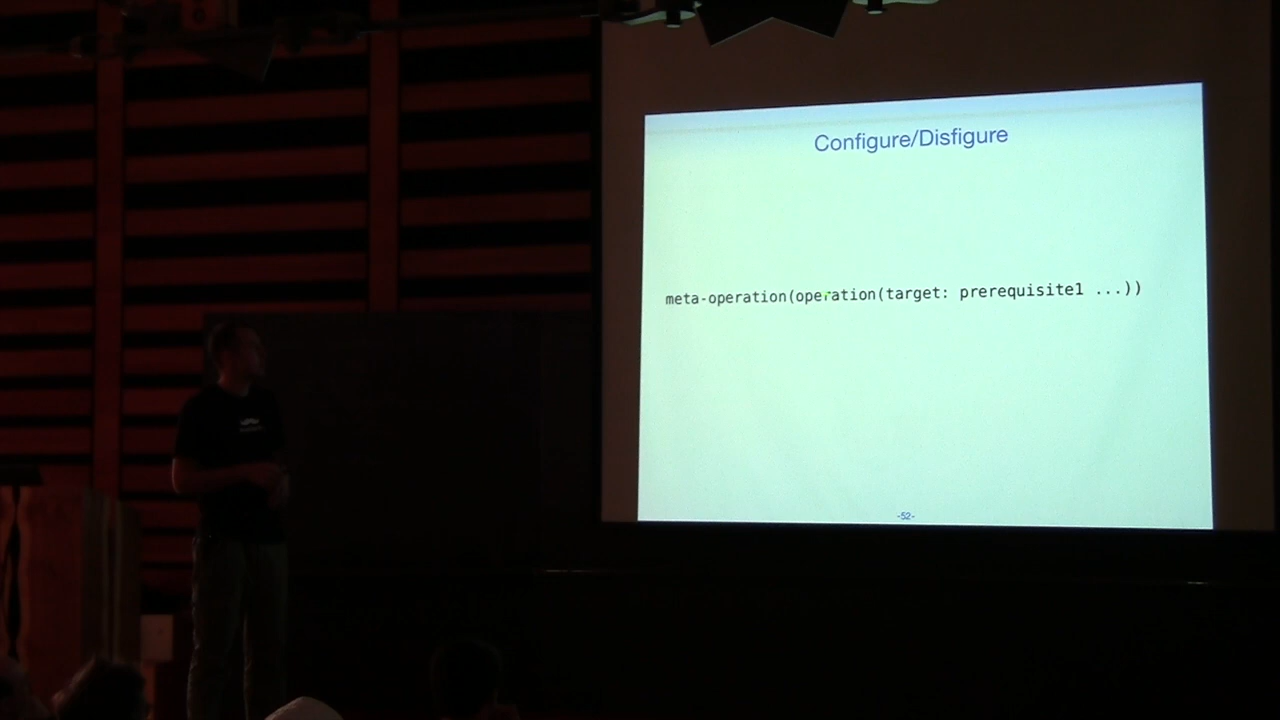 Configure/Disfigure
meta-operation(operation(target: prerequisite1 ...))
-52-